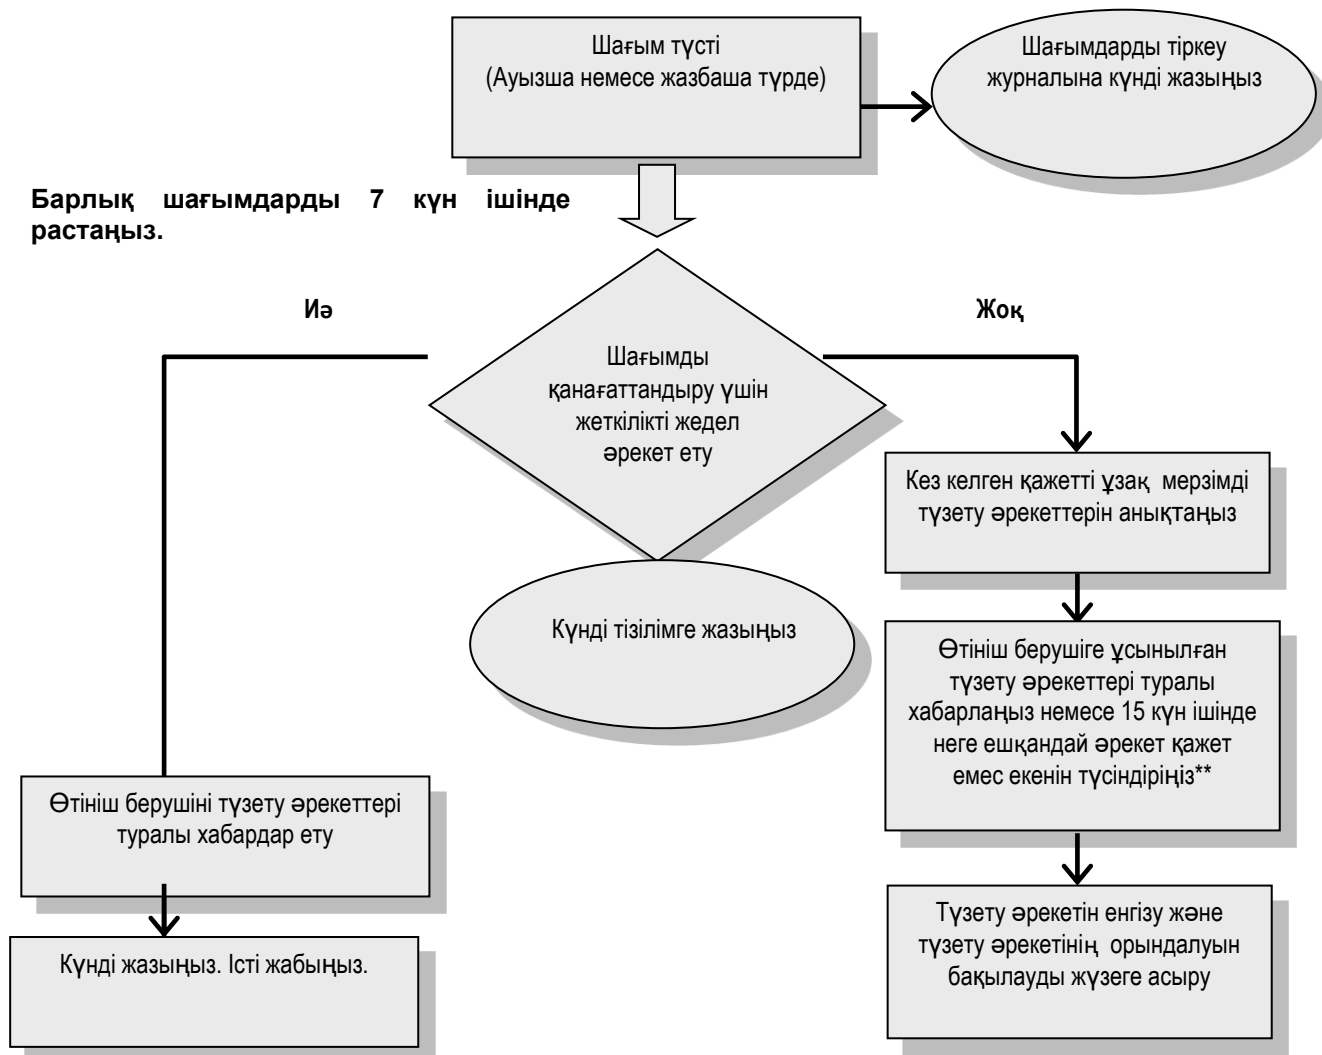 Шағым түсті
(Ауызша немесе жазбаша түрде)
Шағымдарды тіркеу
журналына күнді жазыңыз
Барлық шағымдарды 7 күн ішінде
растаңыз.
Иә
Жоқ
Шағымды
қанағаттандыру үшін
жеткілікті жедел
әрекет ету
Кез келген қажетті ұзақ мерзімді
түзету әрекеттерін анықтаңыз
Күнді тізілімге жазыңыз
Өтініш берушіге ұсынылған
түзету әрекеттері туралы
хабарлаңыз немесе 15 күн ішінде
неге ешқандай әрекет қажет
емес екенін түсіндіріңіз**
Өтініш берушіні түзету әрекеттері
туралы хабардар ету
Түзету әрекетін енгізу және
түзету әрекетінің орындалуын
бақылауды жүзеге асыру
Күнді жазыңыз. Істі жабыңыз.